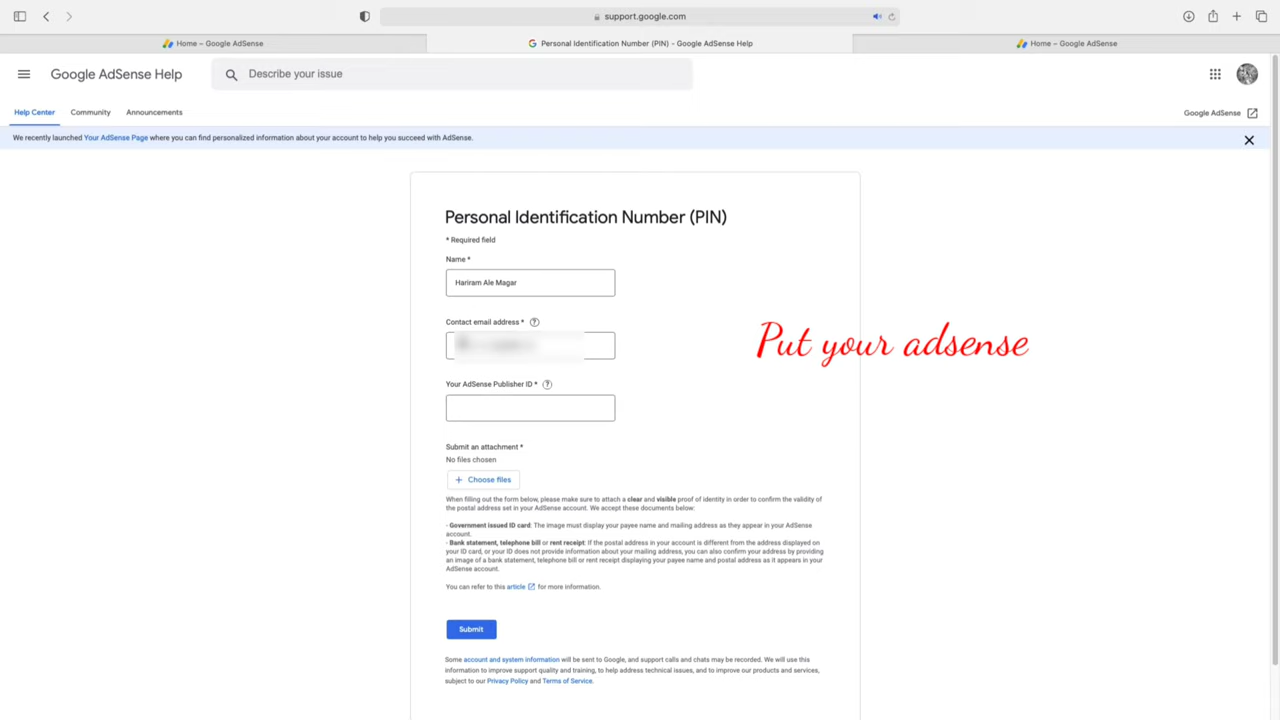 support.google.com
Home – Google AdSense
Personal Identification Number (PIN) - Google AdSense Help
Home – Google AdSense
Google AdSense Help
Describe your issue
Help Center
Community
Announcements
Google AdSense
We recently launched Your AdSense Page where you can find personalized information about your account to help you succeed with AdSense.
Personal Identification Number (PIN)
* Required field
Name *
Hariram Ale Magar
Contact email address *
Put your adsense
Your AdSense Publisher ID *
Submit an attachment *
No files chosen
+ Choose files
When filling out the form below, please make sure to attach a clear and visible proof of identity in order to confirm the validity of
the postal address set in your AdSense account. We accept these documents below:
- Government issued ID card: The image must display your payee name and mailing address as they appear in your AdSense
account.
- Bank statement, telephone bill or rent receipt: If the postal address in your account is different from the address displayed on
your ID card, or your ID does not provide information about your mailing address, you can also confirm your address by providing
an image of a bank statement, telephone bill or rent receipt displaying your payee name and postal address as it appears in your
AdSense account.
You can refer to this article for more information.
Submit
Some account and system information will be sent to Google, and support calls and chats may be recorded. We will use this
information to improve support quality and training, to help address technical issues, and to improve our products and services,
subject to our Privacy Policy and Terms of Service.